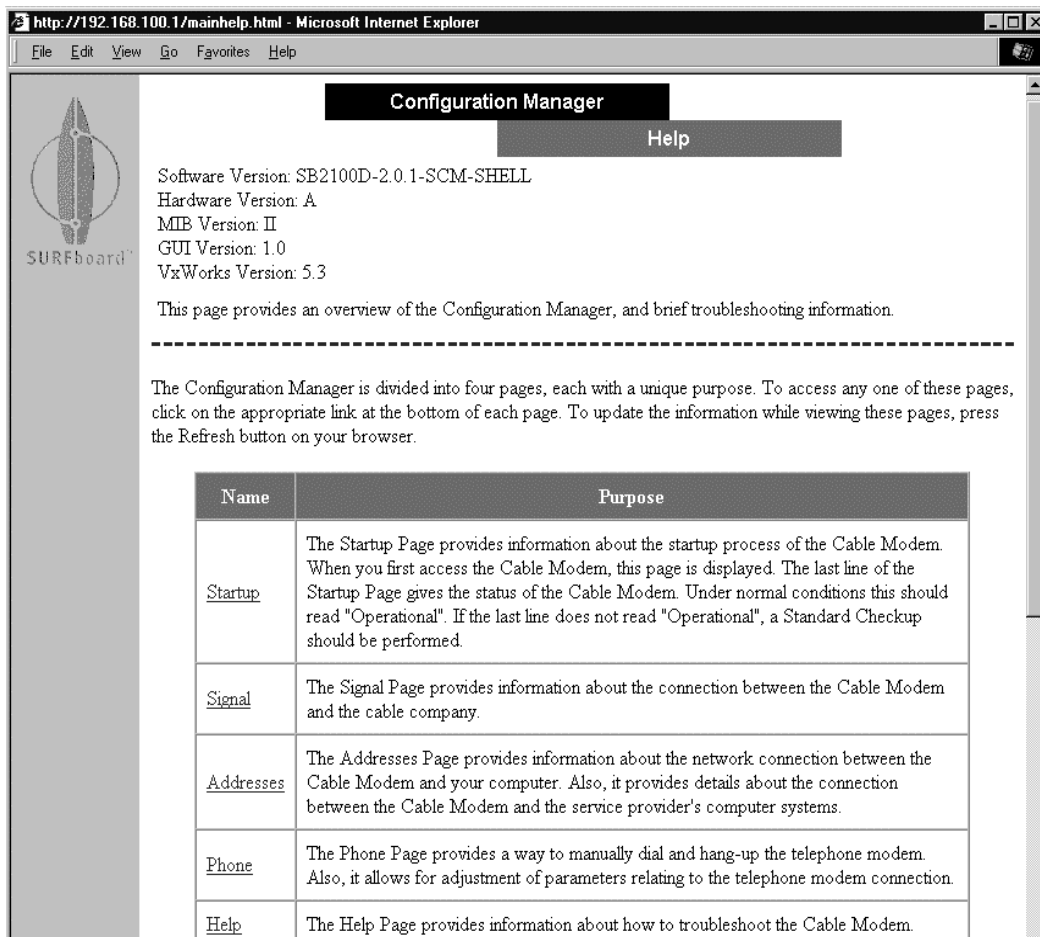 http://192.168.100.1/mainhelp.html - Microsoft Internet Explorer
File Edit View Go Favorites Help
SURFboard™
Configuration Manager
Help
Software Version: SB2100D-2.0.1-SCM-SHELL
Hardware Version: A
MIB Version: II
GUI Version: 1.0
VxWorks Version: 5.3
This page provides an overview of the Configuration Manager, and brief troubleshooting information.
The Configuration Manager is divided into four pages, each with a unique purpose. To access any one of these pages,
click on the appropriate link at the bottom of each page. To update the information while viewing these pages, press
the Refresh button on your browser.
Name Purpose
Startup
The Startup Page provides information about the startup process of the Cable Modem.
When you first access the Cable Modem, this page is displayed. The last line of the
Startup Page gives the status of the Cable Modem. Under normal conditions this should
read "Operational". If the last line does not read "Operational", a Standard Checkup
should be performed.
Signal
The Signal Page provides information about the connection between the Cable Modem
and the cable company.
Addresses
The Addresses Page provides information about the network connection between the
Cable Modem and your computer. Also, it provides details about the connection
between the Cable Modem and the service provider's computer systems.
Phone
The Phone Page provides a way to manually dial and hang-up the telephone modem.
Also, it allows for adjustment of parameters relating to the telephone modem connection.
Help
The Help Page provides information about how to troubleshoot the Cable Modem.